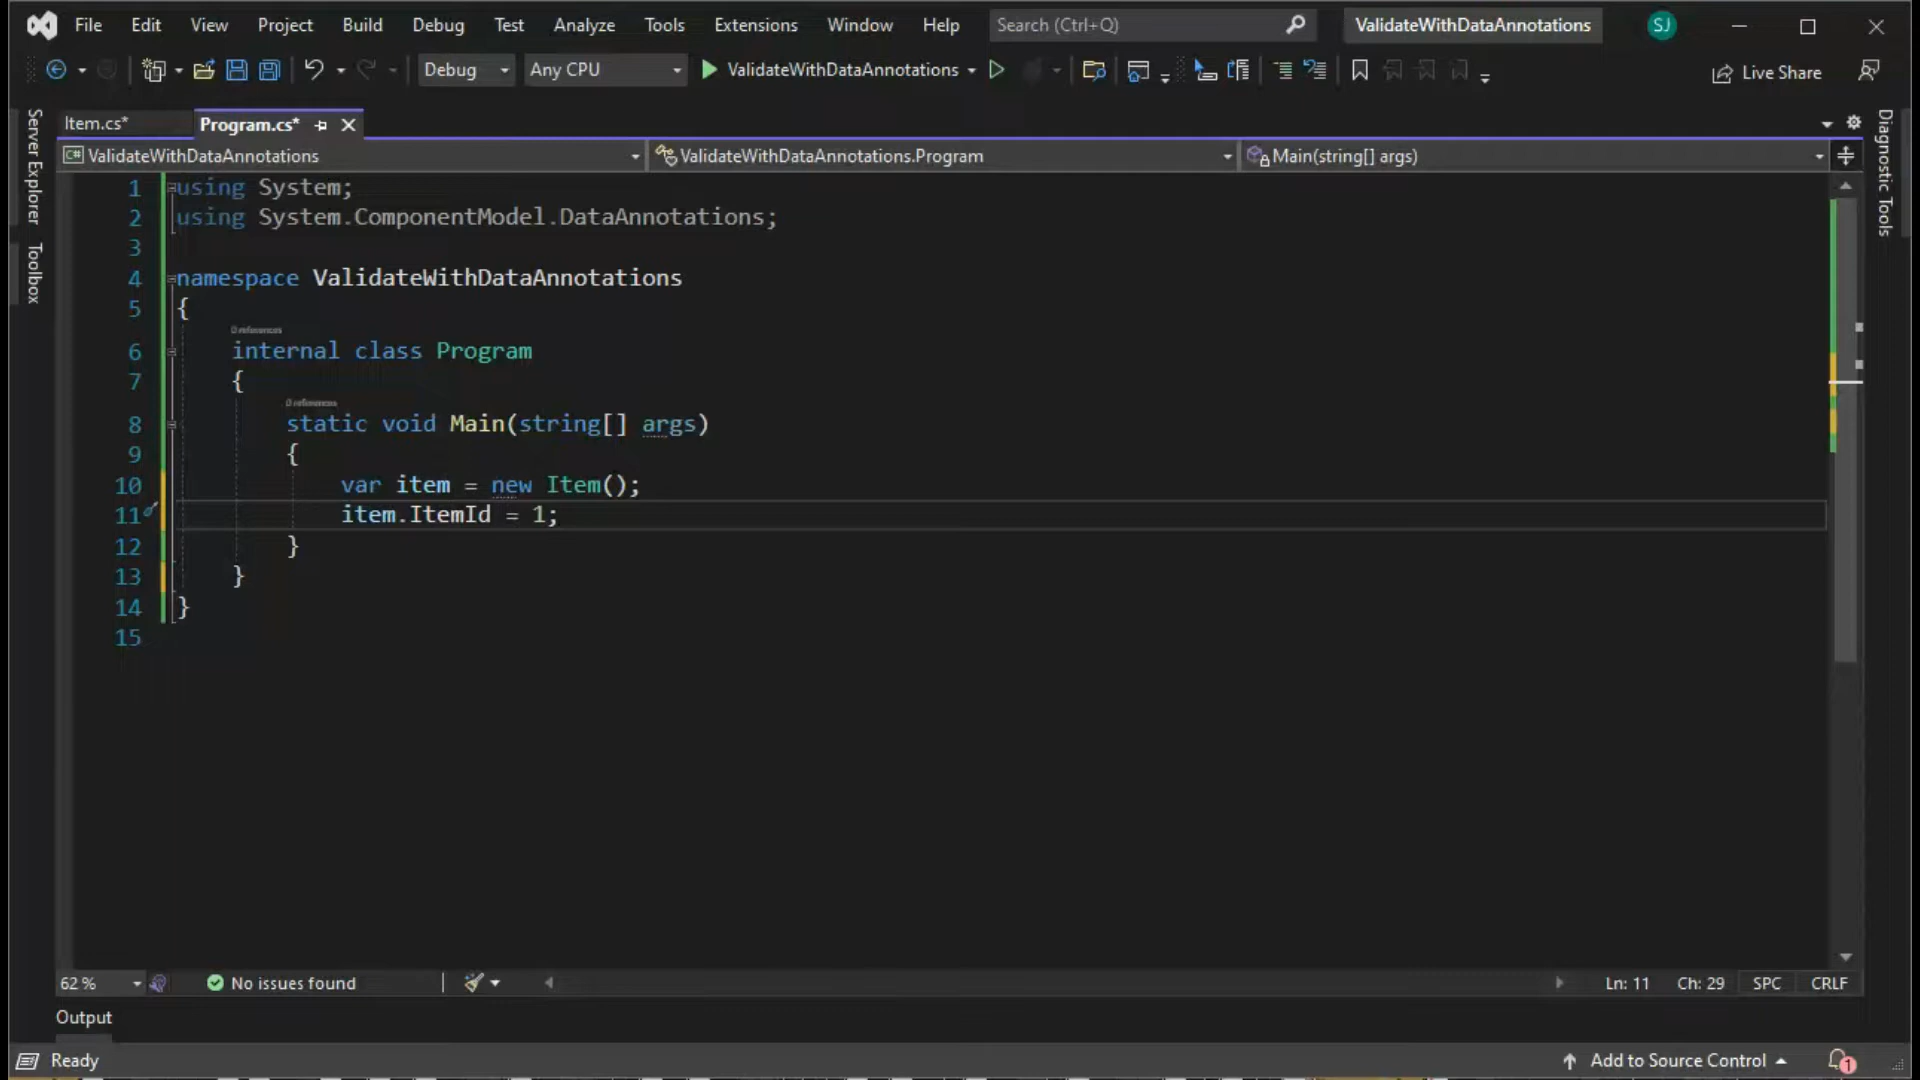 File Edit View Project Build Debug Test Analyze Tools Extensions Window Help Search (Ctrl+Q) ValidateWithDataAnnotations SJ
Debug Any CPU ValidateWithDataAnnotations Live Share
Server Explorer
Toolbox
Item.cs* Program.cs*
Diagnostic Tools
C# ValidateWithDataAnnotations ValidateWithDataAnnotations.Program Main(string[] args)
1 using System;
2 using System.ComponentModel.DataAnnotations;
3
4 namespace ValidateWithDataAnnotations
5 {
0 references
6 internal class Program
7 {
0 references
8 static void Main(string[] args)
9 {
10 var item = new Item();
11 item.ItemId = 1;
12 }
13 }
14 }
15
62 % No issues found Ln: 11 Ch: 29 SPC CRLF
Output
Ready Add to Source Control 1